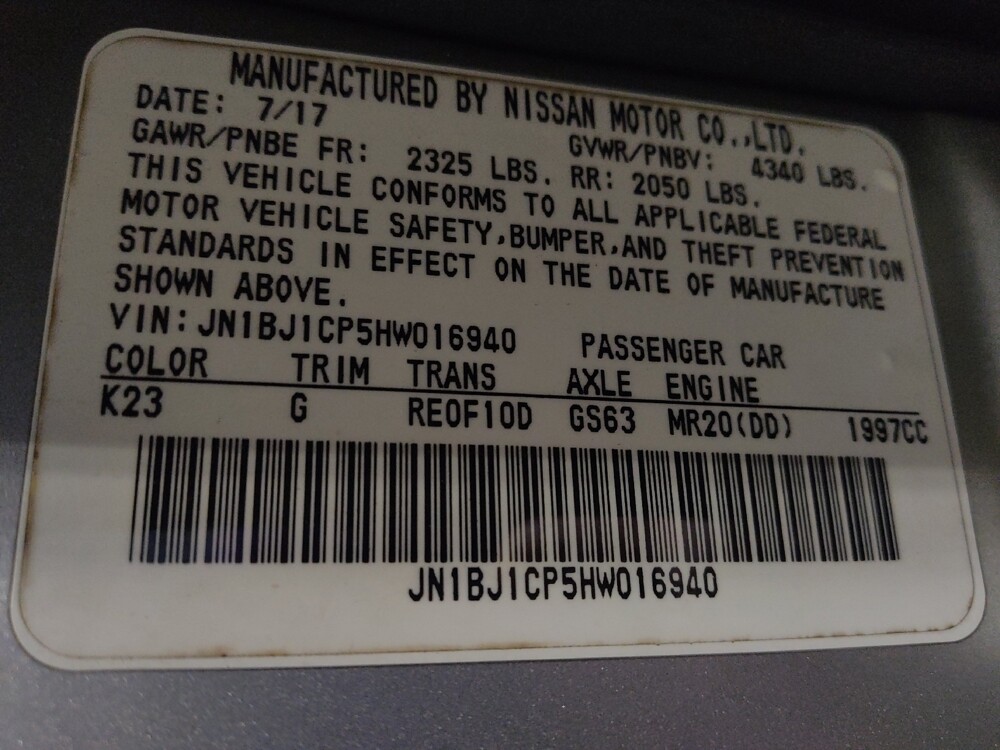 MANUFACTURED BY NISSAN MOTOR CO.,LTD.
DATE: 7/17 GVWR/PNBV: 4340 LBS.
GAWR/PNBE FR: 2325 LBS. RR: 2050 LBS.
THIS VEHICLE CONFORMS TO ALL APPLICABLE FEDERAL
MOTOR VEHICLE SAFETY,BUMPER,AND THEFT PREVENTION
STANDARDS IN EFFECT ON THE DATE OF MANUFACTURE
SHOWN ABOVE.
VIN: JN1BJ1CP5HW016940 PASSENGER CAR
COLOR TRIM TRANS AXLE ENGINE
K23 G RE0F10D GS63 MR20(DD) 1997CC
JN1BJ1CP5HW016940